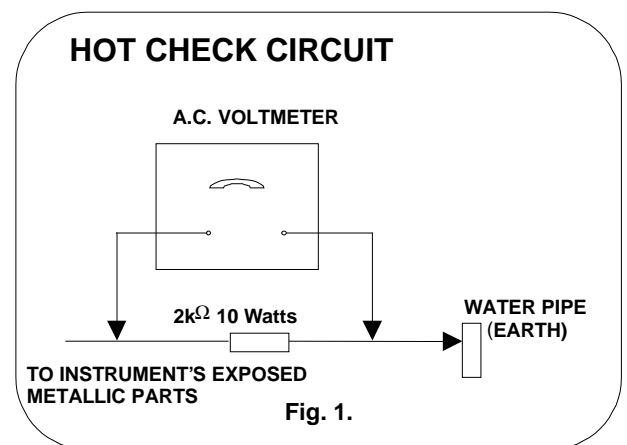 HOT CHECK CIRCUIT
A.C. VOLTMETER
2kΩ 10 Watts
WATER PIPE
(EARTH)
TO INSTRUMENT'S EXPOSED
METALLIC PARTS
Fig. 1.